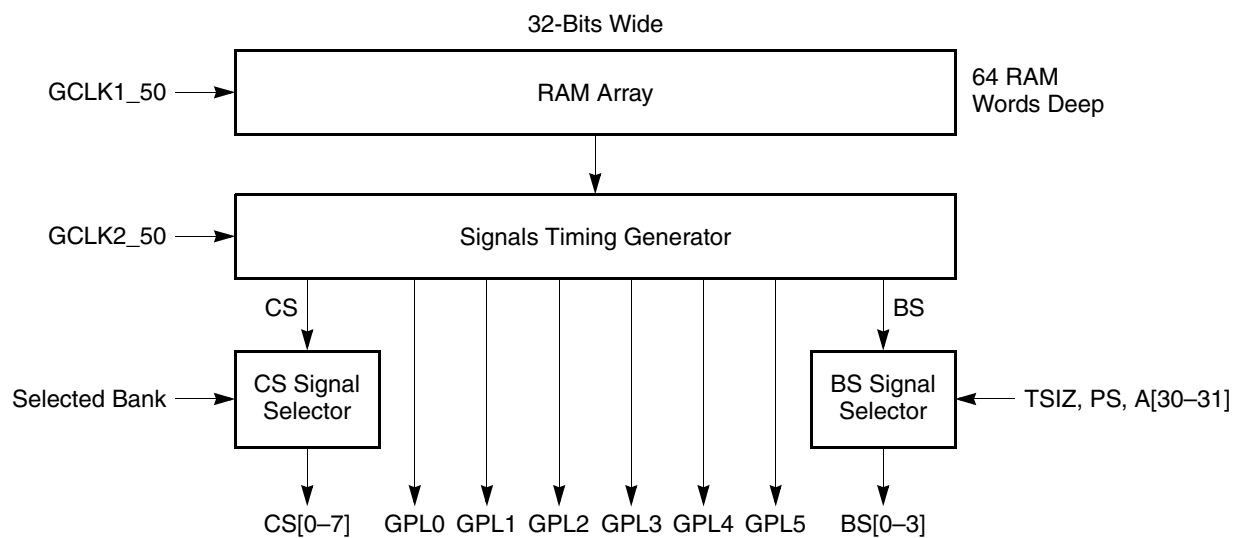 32-Bits Wide
GCLK1_50
RAM Array
64 RAM
Words Deep
GCLK2_50
Signals Timing Generator
CS
BS
Selected Bank
CS Signal
Selector
BS Signal
Selector
TSIZ, PS, A[30–31]
CS[0–7]
GPL0
GPL1
GPL2
GPL3
GPL4
GPL5
BS[0–3]